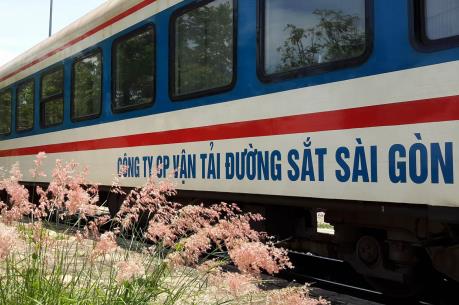 CÔNG TY CP VẬN TẢI ĐƯỜNG SẮT SÀI GÒN